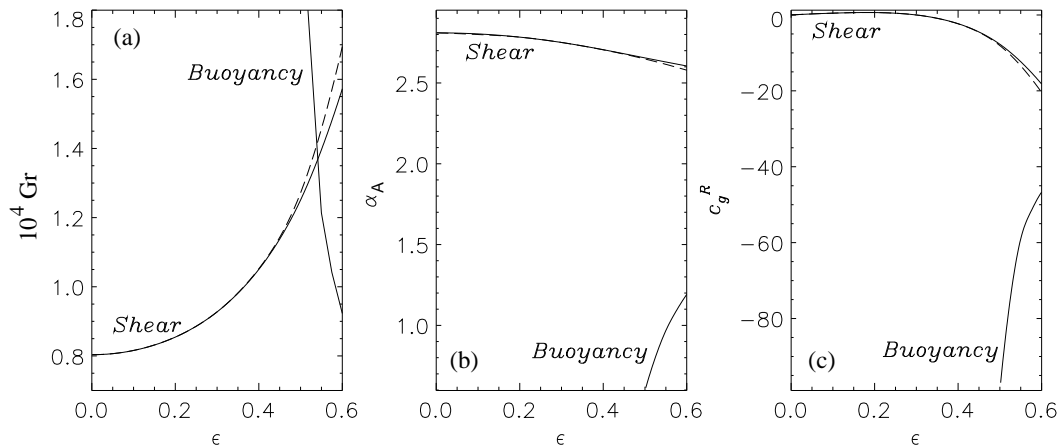 (a)
Buoyancy
Shear
10⁴ Gr
1.8
1.6
1.4
1.2
1.0
0.8
0.0 0.2 0.4 0.6
ϵ
Shear
(b)
Buoyancy
α_A
2.5
2.0
1.5
1.0
0.0 0.2 0.4 0.6
ϵ
Shear
Buoyancy
(c)
c_g^R
0
−20
−40
−60
−80
0.0 0.2 0.4 0.6
ϵ